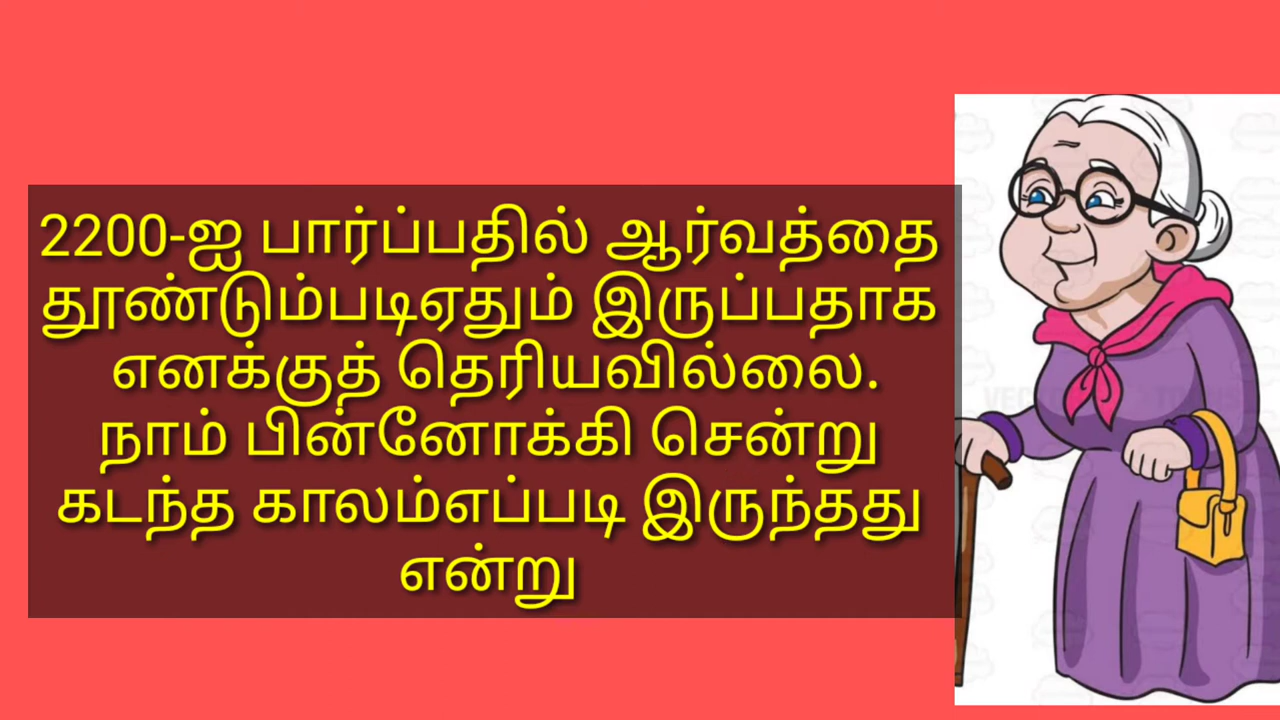 2200-ஐ பார்ப்பதில் ஆர்வத்தை
தூண்டும்படிஏதும் இருப்பதாக
எனக்குத் தெரியவில்லை.
நாம் பின்னோக்கி சென்று
கடந்த காலம்எப்படி இருந்தது
என்று